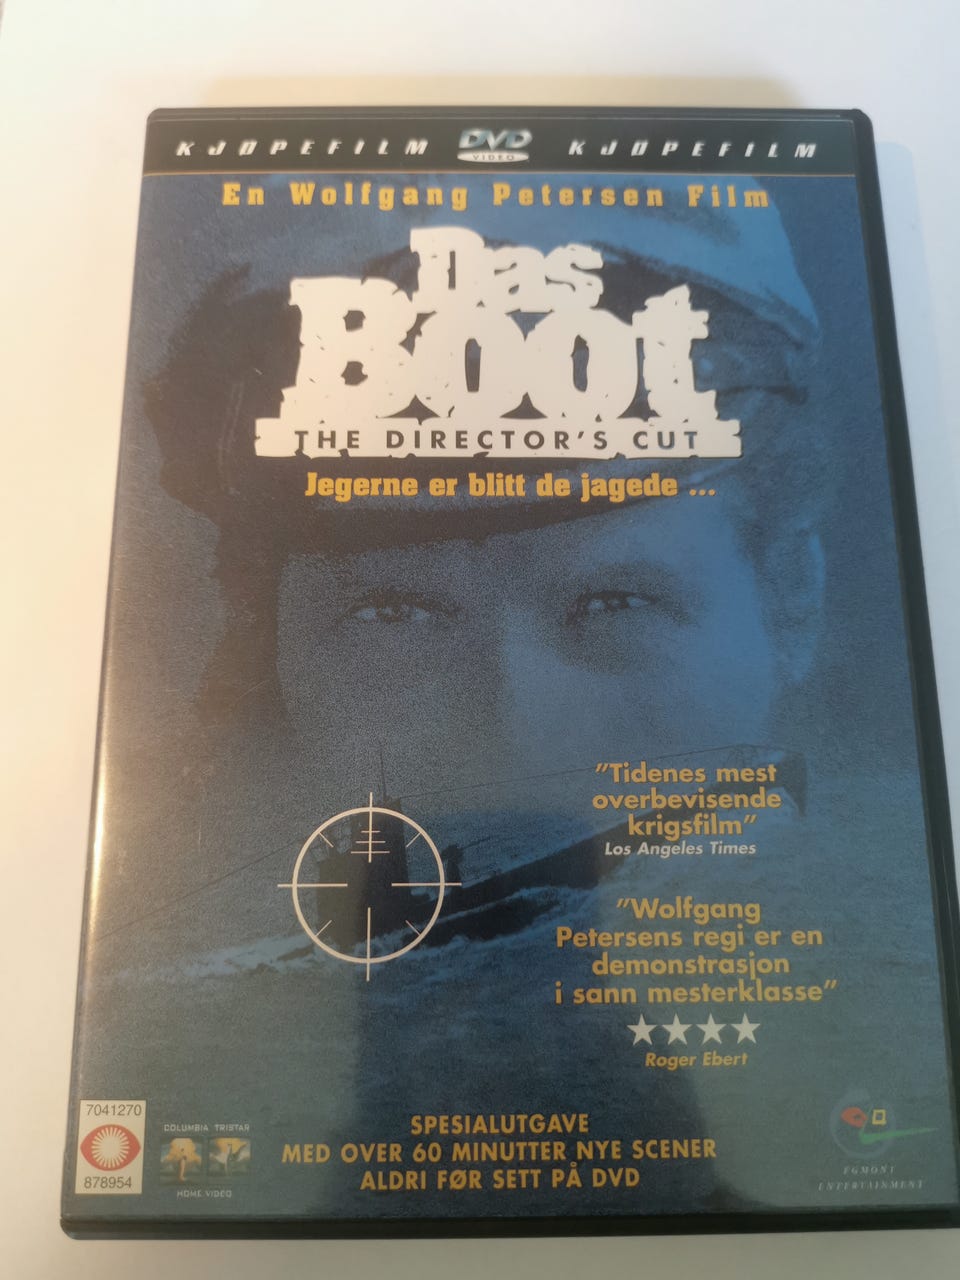 KJØPEFILM DVD VIDEO KJØPEFILM
En Wolfgang Petersen Film
Das
Boot
THE DIRECTOR'S CUT
Jegerne er blitt de jagede ...
"Tidenes mest
overbevisende
krigsfilm"
Los Angeles Times
"Wolfgang
Petersens regi er en
demonstrasjon
i sann mesterklasse"
Roger Ebert
7041270
878954
COLUMBIA TRISTAR
HOME VIDEO
SPESIALUTGAVE
MED OVER 60 MINUTTER NYE SCENER
ALDRI FØR SETT PÅ DVD
EGMONT
ENTERTAINMENT